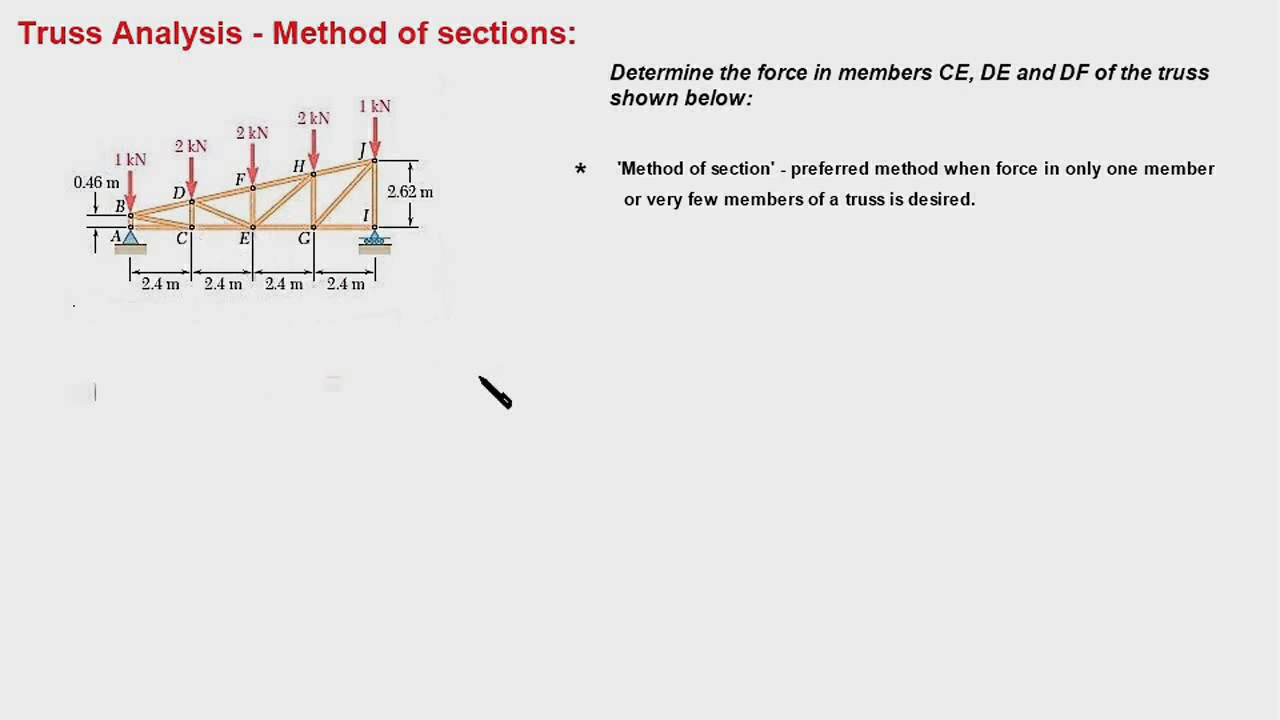 Truss Analysis - Method of sections:
Determine the force in members CE, DE and DF of the truss
shown below:
* 'Method of section' - preferred method when force in only one member
or very few members of a truss is desired.
1 kN
2 kN
2 kN
2 kN
1 kN
0.46 m
B
D
F
H
J
2.62 m
A
C
E
G
I
2.4 m
2.4 m
2.4 m
2.4 m